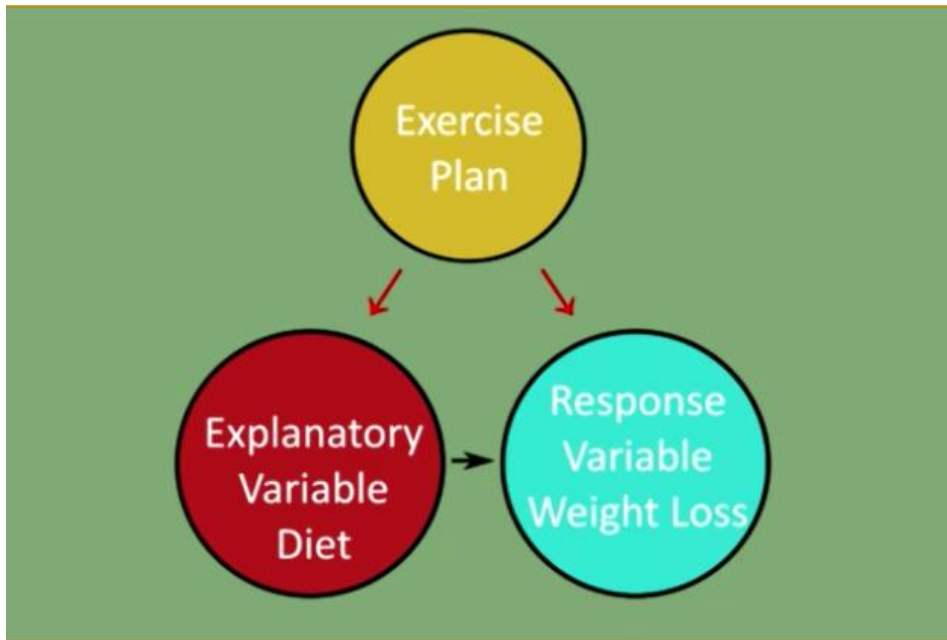 Exercise
Plan
Explanatory
Variable
Diet
Response
Variable
Weight Loss